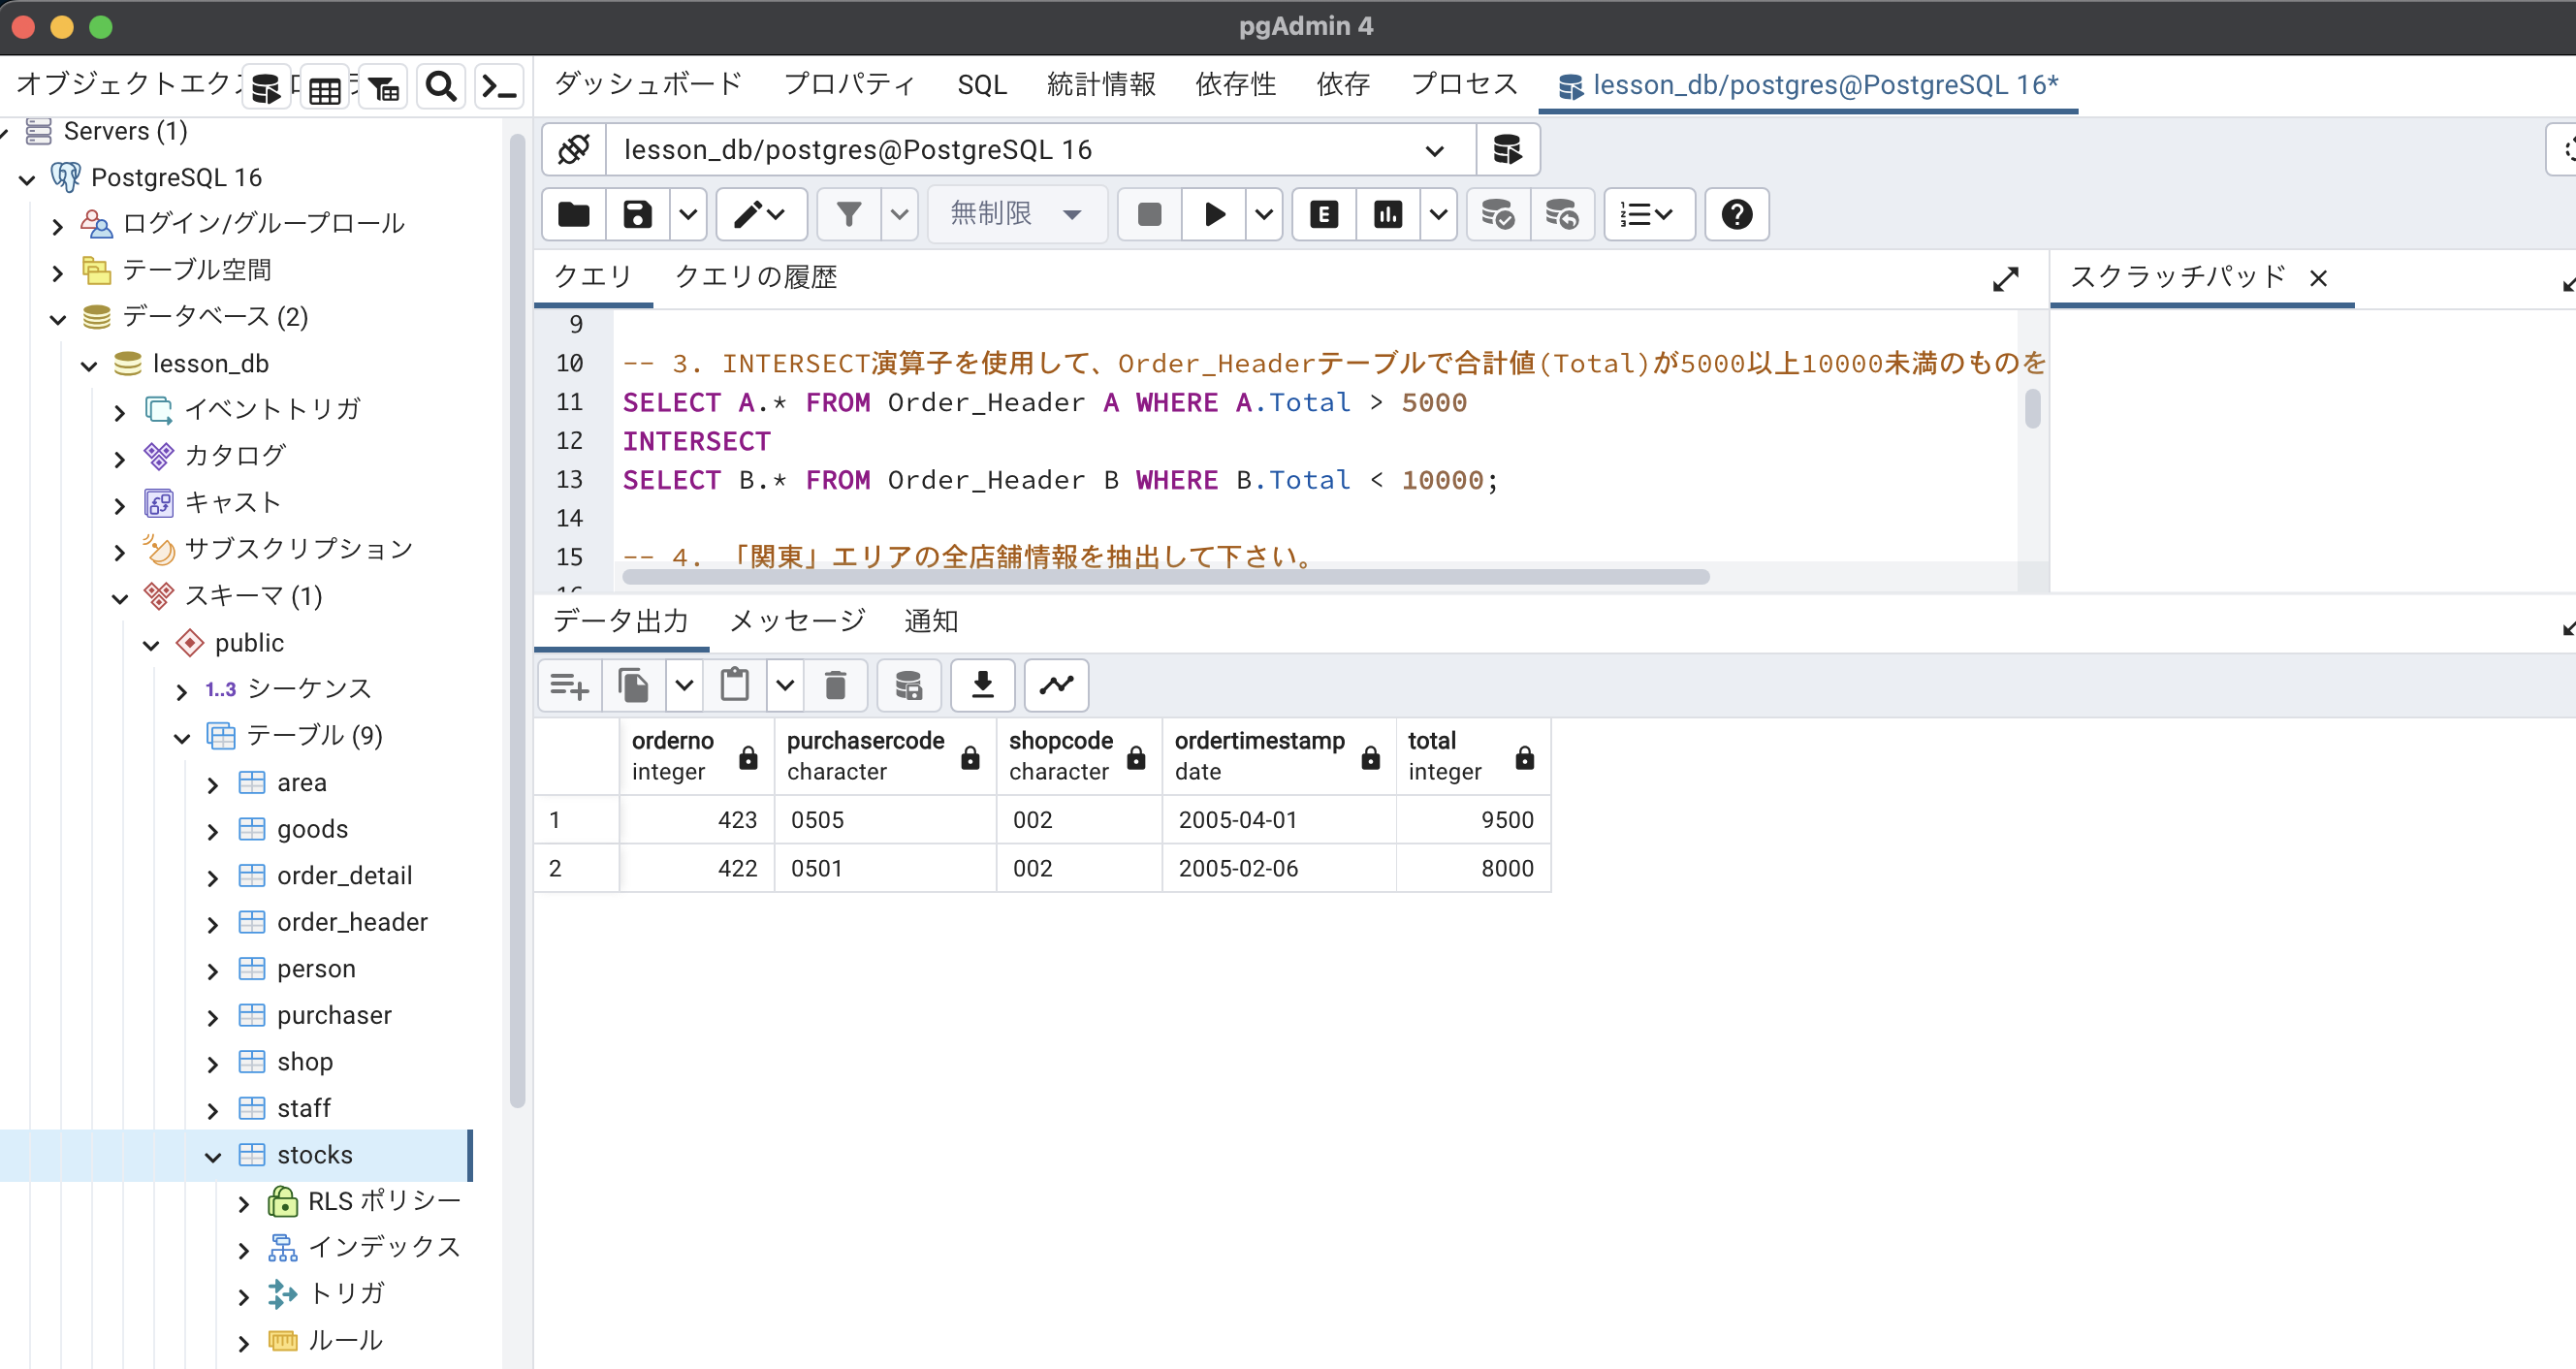 pgAdmin 4
オブジェクトエクスプローラ
ダッシュボード プロパティ SQL 統計情報 依存性 依存 プロセス lesson_db/postgres@PostgreSQL 16*
Servers (1)
PostgreSQL 16
ログイン/グループロール
テーブル空間
データベース (2)
lesson_db
イベントトリガ
カタログ
キャスト
サブスクリプション
スキーマ (1)
public
1..3 シーケンス
テーブル (9)
area
goods
order_detail
order_header
person
purchaser
shop
staff
stocks
RLS ポリシー
インデックス
トリガ
ルール
lesson_db/postgres@PostgreSQL 16
無制限
E
クエリ クエリの履歴
スクラッチパッド
9
10 -- 3. INTERSECT演算子を使用して、Order_Headerテーブルで合計値(Total)が5000以上10000未満のものを
11 SELECT A.* FROM Order_Header A WHERE A.Total > 5000
12 INTERSECT
13 SELECT B.* FROM Order_Header B WHERE B.Total < 10000;
14
15 -- 4. 「関東」エリアの全店舗情報を抽出して下さい。
データ出力 メッセージ 通知
orderno purchasercode shopcode ordertimestamp total
integer character character date integer
1 423 0505 002 2005-04-01 9500
2 422 0501 002 2005-02-06 8000